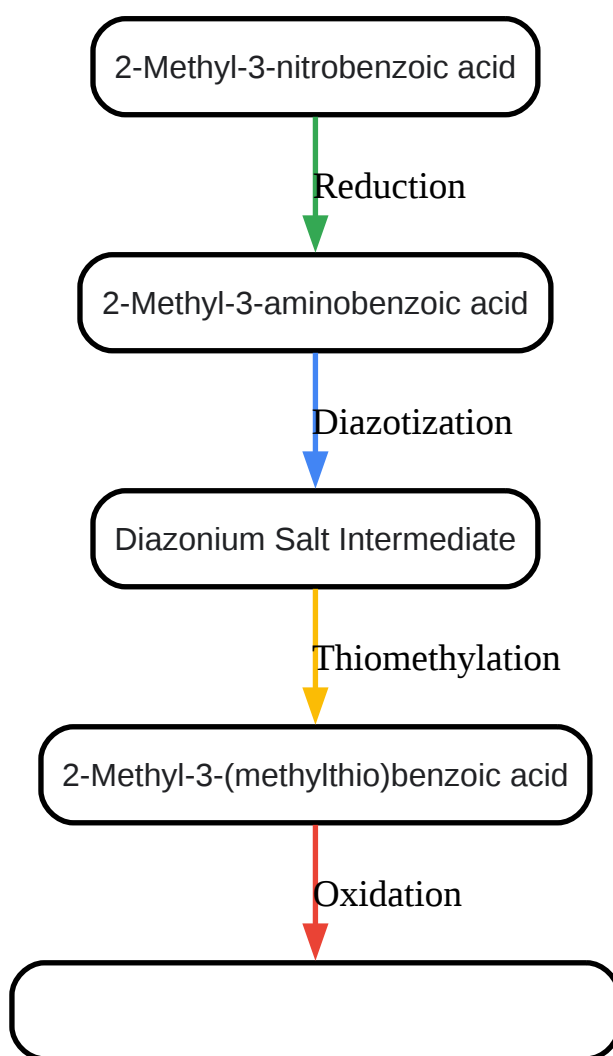 2-Methyl-3-nitrobenzoic acid
Reduction
2-Methyl-3-aminobenzoic acid
Diazotization
Diazonium Salt Intermediate
Thiomethylation
2-Methyl-3-(methylthio)benzoic acid
Oxidation